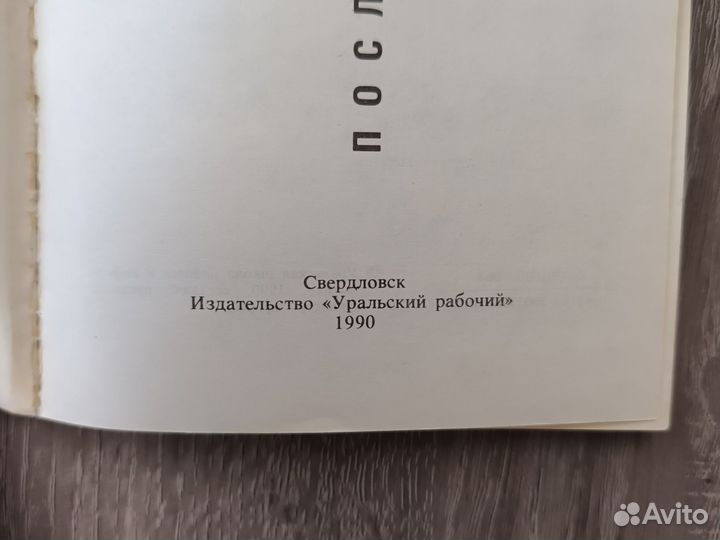 ПОСЛ
Свердловск
Издательство «Уральский рабочий»
1990
Avito